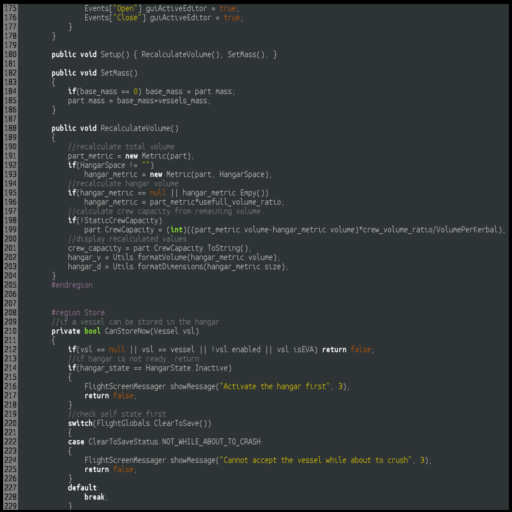 175 Events["Open"].guiActiveEditor = true;
176 Events["Close"].guiActiveEditor = true;
177 }
178 }
179
180 public void Setup() { RecalculateVolume(); SetMass(); }
181
182 public void SetMass()
183 {
184 if(base_mass == 0) base_mass = part.mass;
185 part.mass = base_mass+vessels_mass;
186 }
187
188 public void RecalculateVolume()
189 {
190 //recalculate total volume
191 part_metric = new Metric(part);
192 if(HangarSpace != "")
193 hangar_metric = new Metric(part, HangarSpace);
194 //recalculate hangar volume
195 if(hangar_metric == null || hangar_metric.Empy())
196 hangar_metric = part_metric*usefull_volume_ratio;
197 //calculate crew capacity from remaining volume
198 if(!StaticCrewCapacity)
199 part.CrewCapacity = (int)((part_metric.volume-hangar_metric.volume)*crew_volume_ratio/VolumePerKerbal);
200 //display recalculated values
201 crew_capacity = part.CrewCapacity.ToString();
202 hangar_v = Utils.formatVolume(hangar_metric.volume);
203 hangar_d = Utils.formatDimensions(hangar_metric.size);
204 }
205 #endregion
206
207
208 #region Store
209 //if a vessel can be stored in the hangar
210 private bool CanStoreNow(Vessel vsl)
211 {
212 if(vsl == null || vsl == vessel || !vsl.enabled || vsl.isEVA) return false;
213 //if hangar is not ready, return
214 if(hangar_state == HangarState.Inactive)
215 {
216 FlightScreenMessager.showMessage("Activate the hangar first", 3);
217 return false;
218 }
219 //check self state first
220 switch(FlightGlobals.ClearToSave())
221 {
222 case ClearToSaveStatus.NOT_WHILE_ABOUT_TO_CRASH:
223 {
224 FlightScreenMessager.showMessage("Cannot accept the vessel while about to crush", 3);
225 return false;
226 }
227 default:
228 break;
229 }